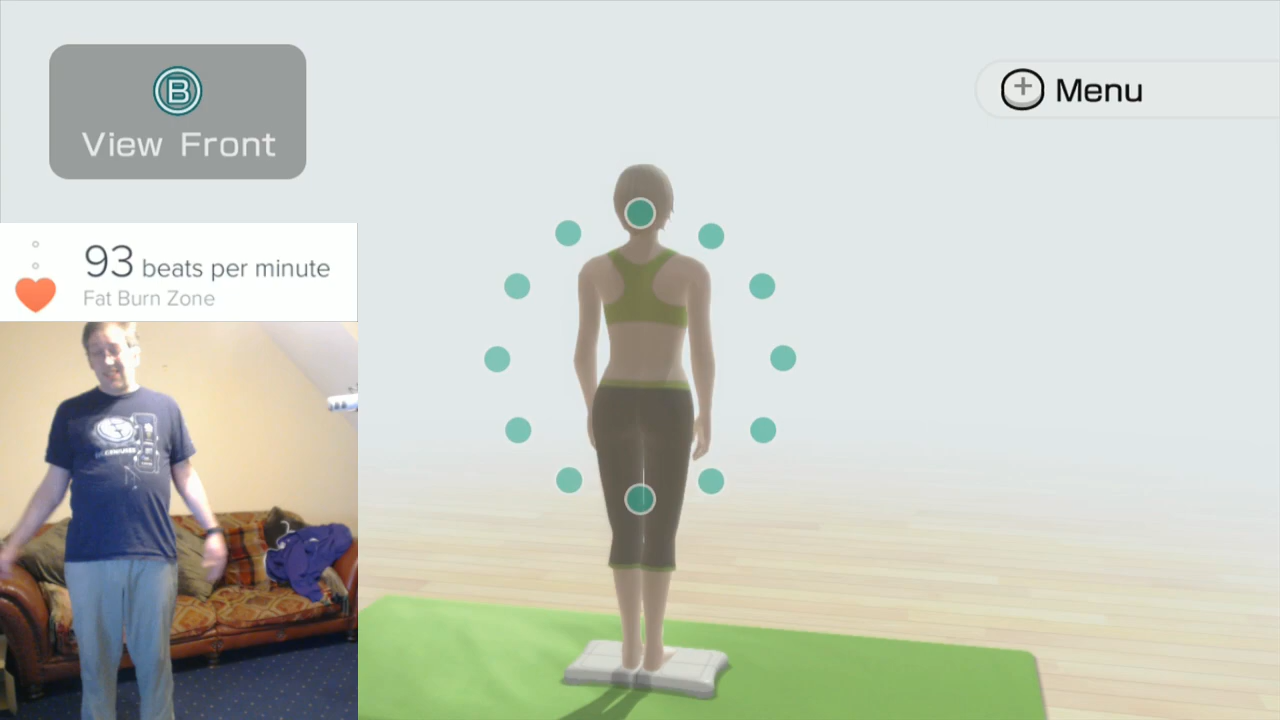 B
View Front
Menu
93 beats per minute
Fat Burn Zone